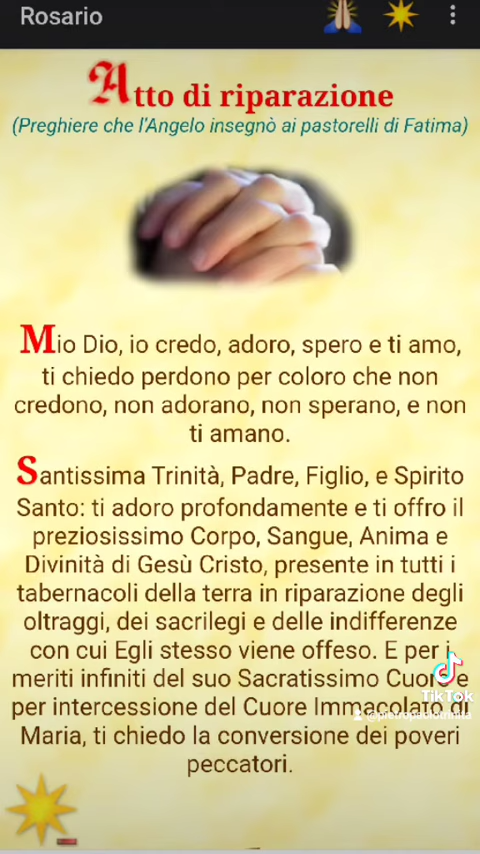 Rosario
Atto di riparazione
(Preghiere che l'Angelo insegnò ai pastorelli di Fatima)
Mio Dio, io credo, adoro, spero e ti amo,
ti chiedo perdono per coloro che non
credono, non adorano, non sperano, e non
ti amano.
Santissima Trinità, Padre, Figlio, e Spirito
Santo: ti adoro profondamente e ti offro il
preziosissimo Corpo, Sangue, Anima e
Divinità di Gesù Cristo, presente in tutti i
tabernacoli della terra in riparazione degli
oltraggi, dei sacrilegi e delle indifferenze
con cui Egli stesso viene offeso. E per i
meriti infiniti del suo Sacratissimo Cuore e
per intercessione del Cuore Immacolato di
Maria, ti chiedo la conversione dei poveri
peccatori.
TikTok